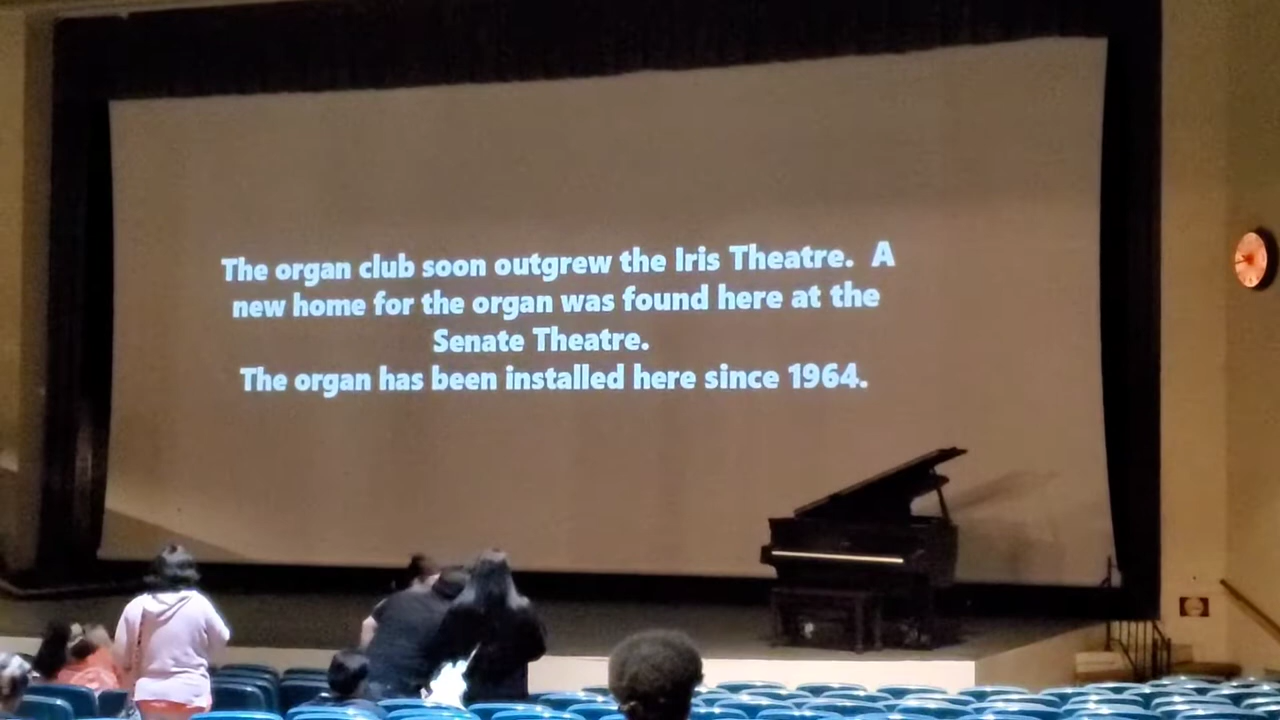 The organ club soon outgrew the Iris Theatre.  A
new home for the organ was found here at the
Senate Theatre.
The organ has been installed here since 1964.